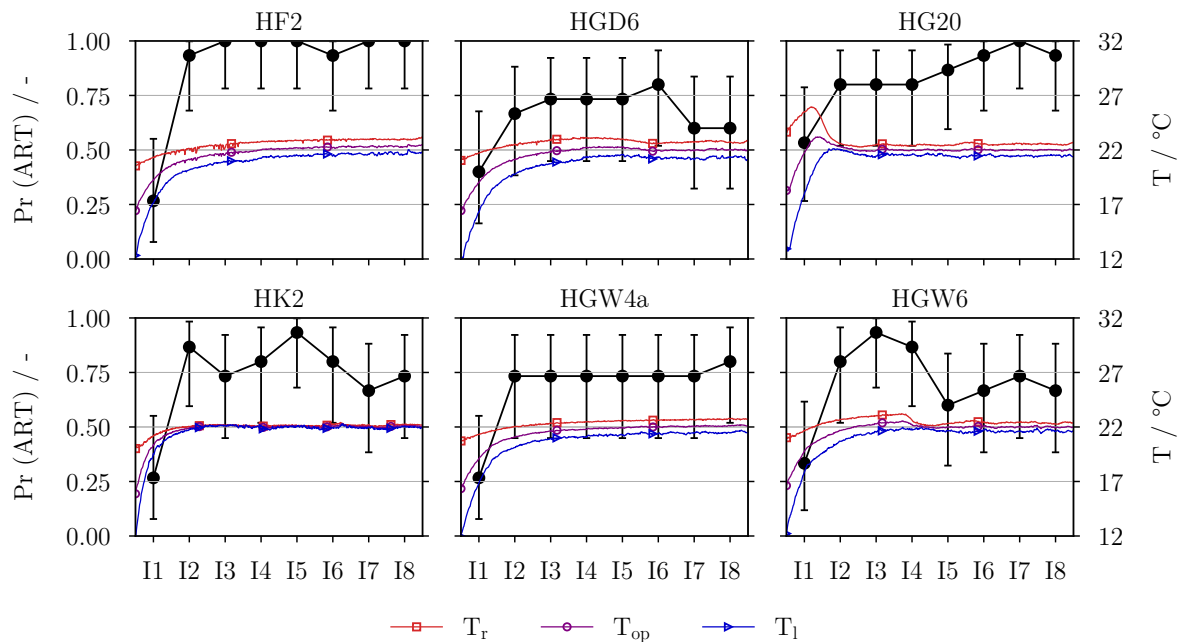 HF2 HGD6 HG20
1.00 32
0.75 27
0.50 22
0.25 17
0.00 12
Pr (ART) / -
T / °C
HK2 HGW4a HGW6
1.00 32
0.75 27
0.50 22
0.25 17
0.00 12
Pr (ART) / -
T / °C
I1 I2 I3 I4 I5 I6 I7 I8 I1 I2 I3 I4 I5 I6 I7 I8 I1 I2 I3 I4 I5 I6 I7 I8
T_r T_op T_l